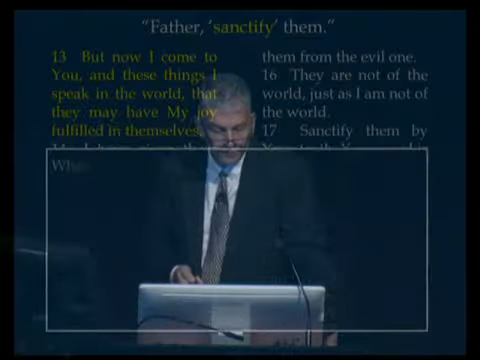 “Father, ‘sanctify’ them.”
13 But now I come to
You, and these things I
speak in the world, that
they may have My joy
fulfilled in themselves.
them from the evil one.
16 They are not of the
world, just as I am not of
the world.
17 Sanctify them by